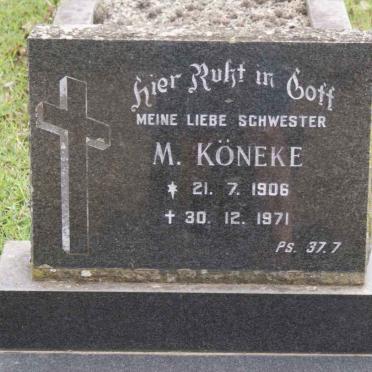 Hier Ruht in Gott
MEINE LIEBE SCHWESTER
M. KÖNEKE
* 21. 7. 1906
✝ 30. 12. 1971
PS. 37.7